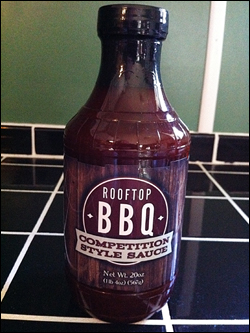 ROOFTOP
BBQ
COMPETITION
STYLE SAUCE
Net Wt. 20oz
(1lb 4oz) (567g)